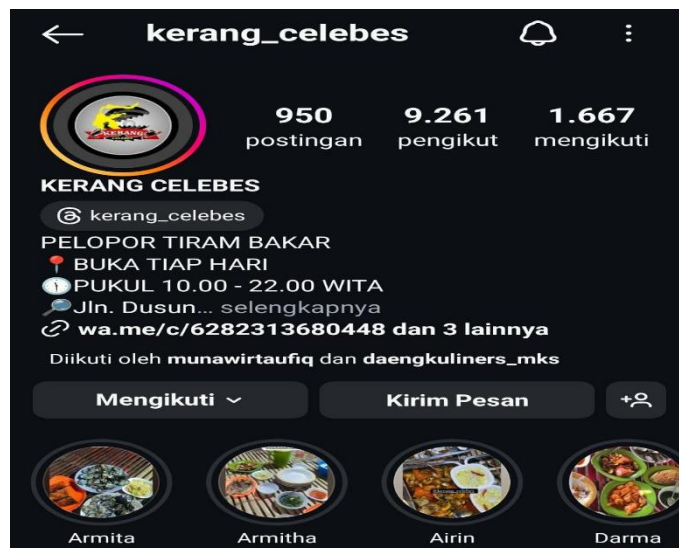 kerang_celebes
950 9.261 1.667
postingan pengikut mengikuti
KERANG
KERANG CELEBES
kerang_celebes
PELOPOR TIRAM BAKAR
📍 BUKA TIAP HARI
🕦PUKUL 10.00 - 22.00 WITA
🔎Jln. Dusun... selengkapnya
wa.me/c/6282313680448 dan 3 lainnya
Diikuti oleh munawirtaufiq dan daengkuliners_mks
Mengikuti Kirim Pesan
Armita Armitha Airin Darma